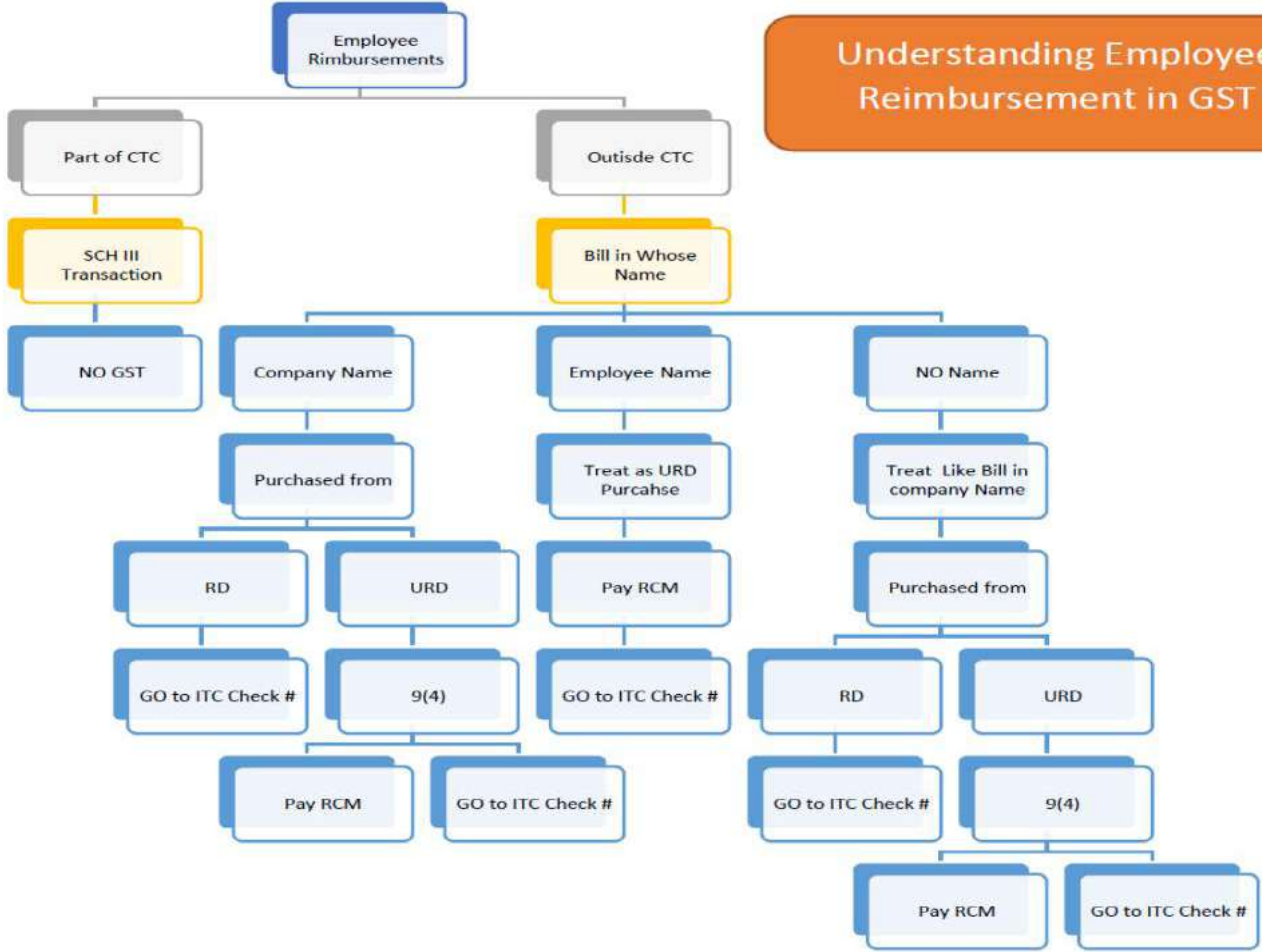 Employee
Rimbursements
Understanding Employee
Reimbursement in GST
Part of CTC
Outisde CTC
SCH III
Transaction
Bill in Whose
Name
NO GST
Company Name
Employee Name
NO Name
Purchased from
Treat as URD
Purcahse
Treat Like Bill in
company Name
RD
URD
Pay RCM
Purchased from
GO to ITC Check #
9(4)
GO to ITC Check #
RD
URD
Pay RCM
GO to ITC Check #
GO to ITC Check #
9(4)
Pay RCM
GO to ITC Check #